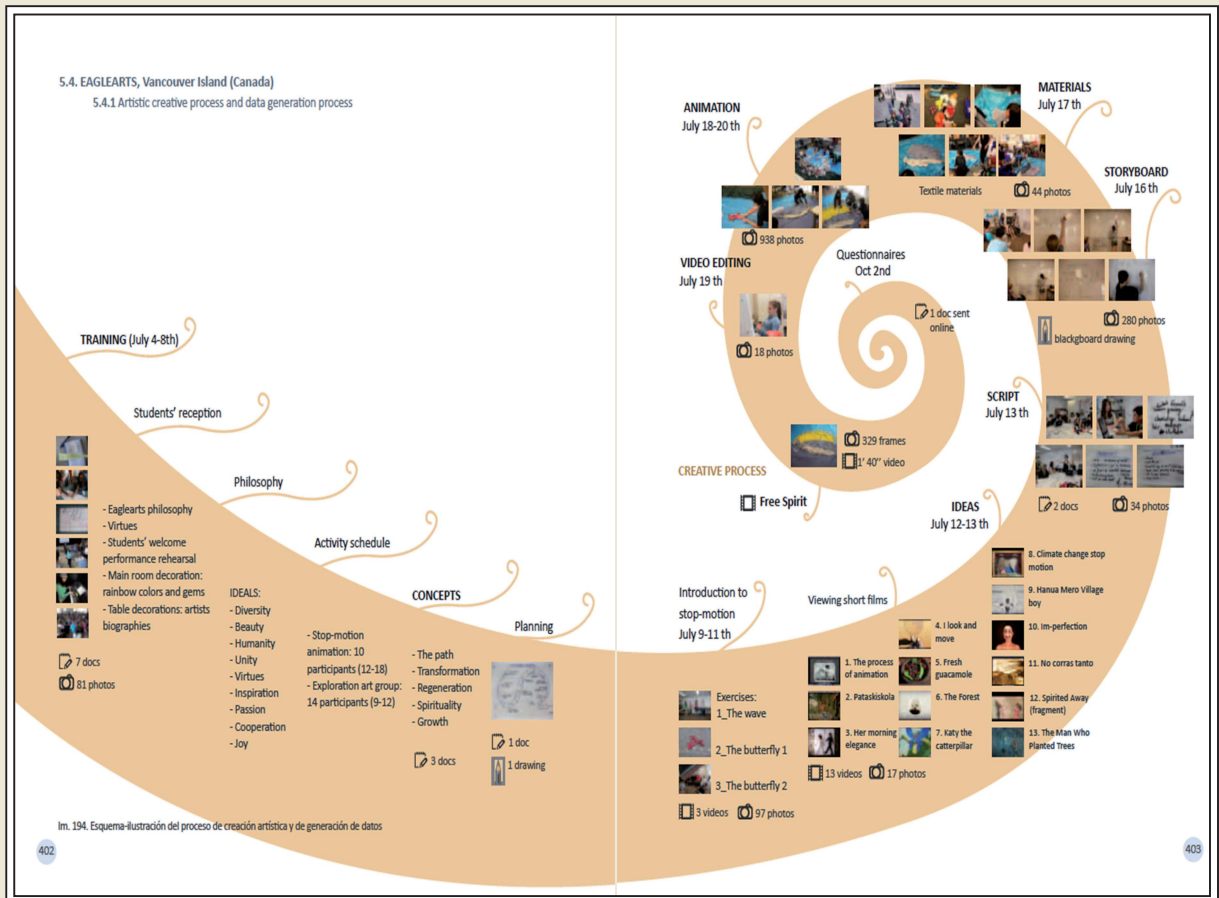 5.4. EAGLEARTS, Vancouver Island (Canada)
5.4.1 Artistic creative process and data generation process
TRAINING (July 4-8th)
Students' reception
Philosophy
Activity schedule
CONCEPTS
Planning
- Eaglearts philosophy
- Virtues
- Students' welcome
performance rehearsal
- Main room decoration:
rainbow colors and gems
- Table decorations: artists
biographies
7 docs
81 photos
IDEALS:
- Diversity
- Beauty
- Humanity
- Unity
- Virtues
- Inspiration
- Passion
- Cooperation
- Joy
- Stop-motion
animation: 10
participants (12-18)
- Exploration art group:
14 participants (9-12)
- The path
- Transformation
- Regeneration
- Spirituality
- Growth
3 docs
1 doc
1 drawing
Im. 194. Esquema-ilustración del proceso de creación artística y de generación de datos
402
Introduction to
stop-motion
July 9-11 th
Exercises:
1_The wave
2_The butterfly 1
3_The butterfly 2
3 videos
97 photos
Viewing short films
1. The process
of animation
2. Pataskiskola
3. Her morning
elegance
4. I look and
move
5. Fresh
guacamole
6. The Forest
7. Katy the
catterpilar
8. Climate change stop
motion
9. Hanua Mero Village
boy
10. Im-perfection
11. No corras tanto
12. Spirited Away
(fragment)
13. The Man Who
Planted Trees
13 videos
17 photos
IDEAS
July 12-13 th
SCRIPT
July 13 th
2 docs
34 photos
STORYBOARD
July 16 th
280 photos
blackgboard drawing
MATERIALS
July 17 th
Textile materials
44 photos
ANIMATION
July 18-20 th
938 photos
VIDEO EDITING
July 19 th
18 photos
CREATIVE PROCESS
Free Spirit
329 frames
1' 40'' video
Questionnaires
Oct 2nd
1 doc sent
online
403